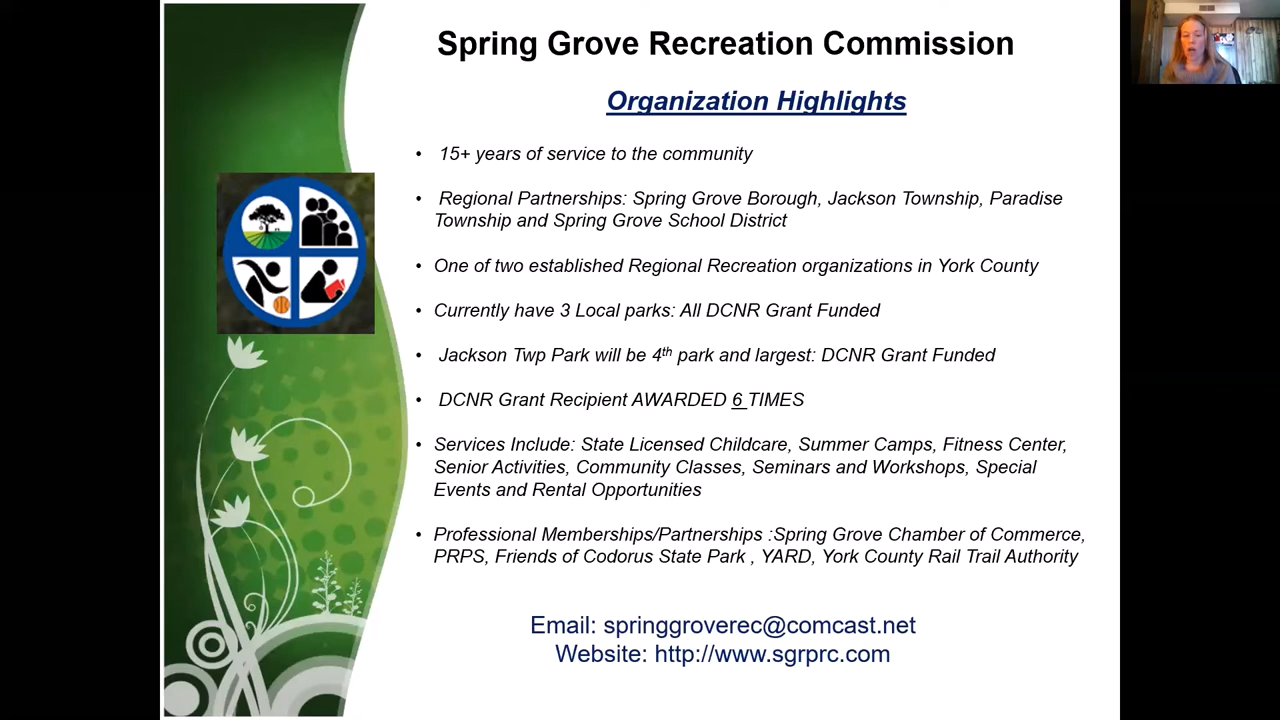 Spring Grove Recreation Commission
Organization Highlights
• 15+ years of service to the community
• Regional Partnerships: Spring Grove Borough, Jackson Township, Paradise
Township and Spring Grove School District
• One of two established Regional Recreation organizations in York County
• Currently have 3 Local parks: All DCNR Grant Funded
• Jackson Twp Park will be 4th park and largest: DCNR Grant Funded
• DCNR Grant Recipient AWARDED 6 TIMES
• Services Include: State Licensed Childcare, Summer Camps, Fitness Center,
Senior Activities, Community Classes, Seminars and Workshops, Special
Events and Rental Opportunities
• Professional Memberships/Partnerships :Spring Grove Chamber of Commerce,
PRPS, Friends of Codorus State Park , YARD, York County Rail Trail Authority
Email: springgroverec@comcast.net
Website: http://www.sgrprc.com